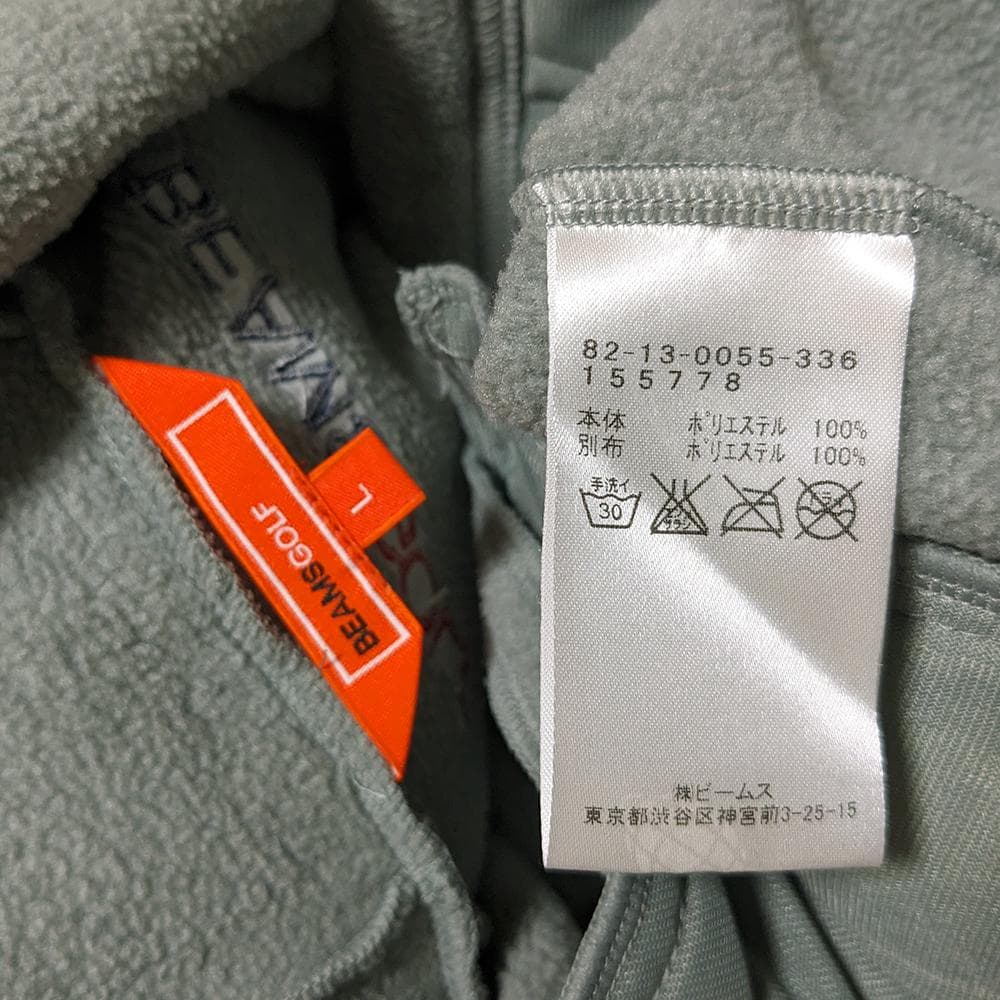 BEAM
L
BEAMSGOLF
82-13-0055-336
155778
本体 ポリエステル 100%
別布 ポリエステル 100%
手洗イ
30
株ビームス
東京都渋谷区神宮前3-25-15